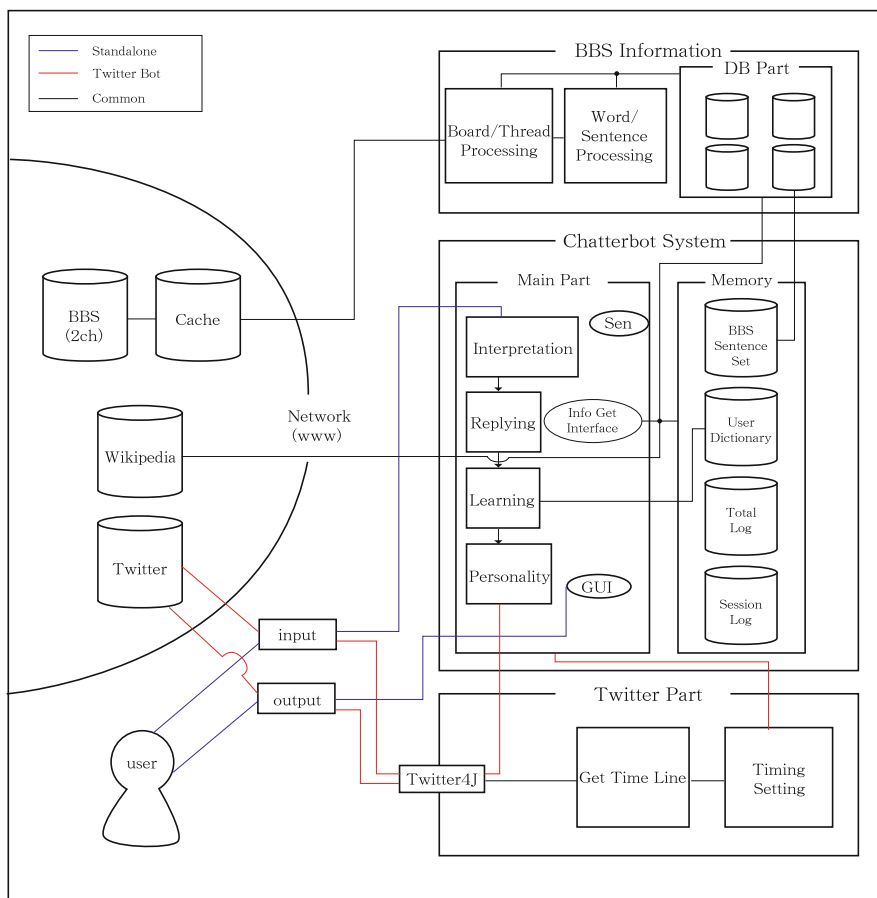 Standalone
Twitter Bot
Common
BBS Information
DB Part
Board/Thread
Processing
Word/
Sentence
Processing
Chatterbot System
Main Part
Memory
Sen
Interpretation
BBS
Sentence
Set
BBS
(2ch)
Cache
Network
(www)
Replying
Info Get
Interface
User
Dictionary
Wikipedia
Learning
Total
Log
Twitter
Personality
GUI
Session
Log
input
output
Twitter Part
user
Twitter4J
Get Time Line
Timing
Setting